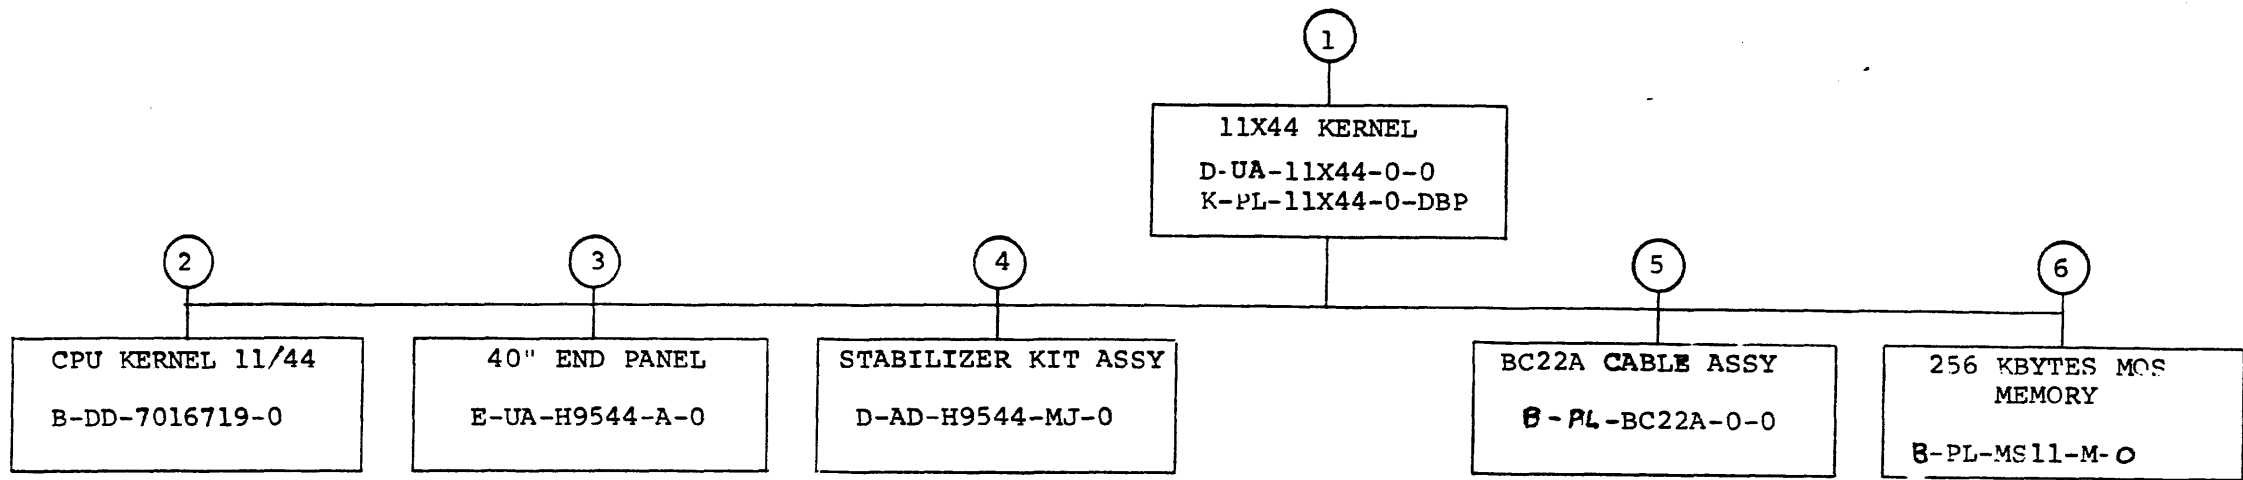 1
11X44 KERNEL
D-UA-11X44-0-0
K-PL-11X44-0-DBP
2
3
4
5
6
CPU KERNEL 11/44
B-DD-7016719-0
40" END PANEL
E-UA-H9544-A-0
STABILIZER KIT ASSY
D-AD-H9544-MJ-0
BC22A CABLE ASSY
B-PL-BC22A-0-0
256 KBYTES MOS
MEMORY
B-PL-MS11-M-0